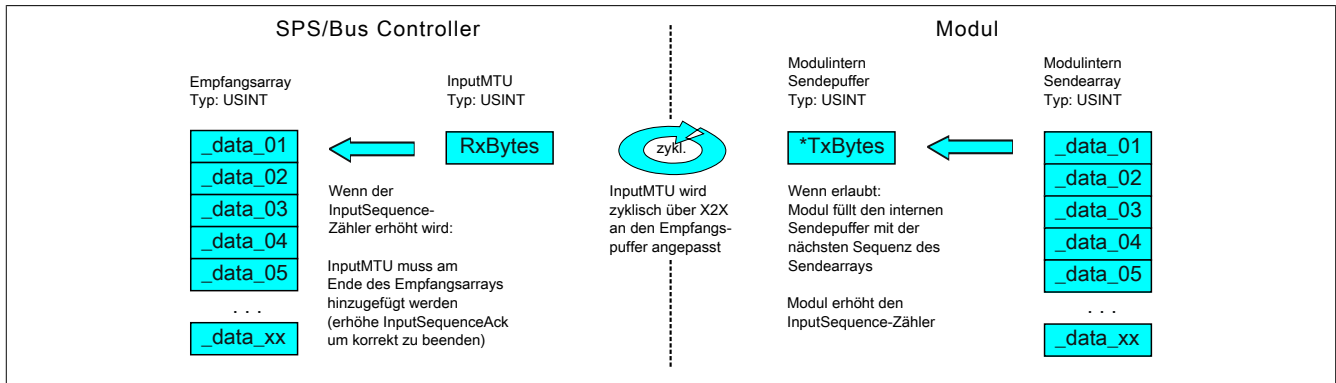 SPS/Bus Controller
Modul
Empfangsarray
Typ: USINT
InputMTU
Typ: USINT
Modulintern
Sendepuffer
Typ: USINT
Modulintern
Sendearray
Typ: USINT
_data_01
_data_02
_data_03
_data_04
_data_05
. . .
_data_xx
RxBytes
Wenn der
InputSequence-
Zähler erhöht wird:
InputMTU muss am
Ende des Empfangsarrays
hinzugefügt werden
(erhöhe InputSequenceAck
um korrekt zu beenden)
zykl.
InputMTU wird
zyklisch über X2X
an den Empfangs-
puffer angepasst
*TxBytes
Wenn erlaubt:
Modul füllt den internen
Sendepuffer mit der
nächsten Sequenz des
Sendearrays
Modul erhöht den
InputSequence-Zähler
_data_01
_data_02
_data_03
_data_04
_data_05
. . .
_data_xx